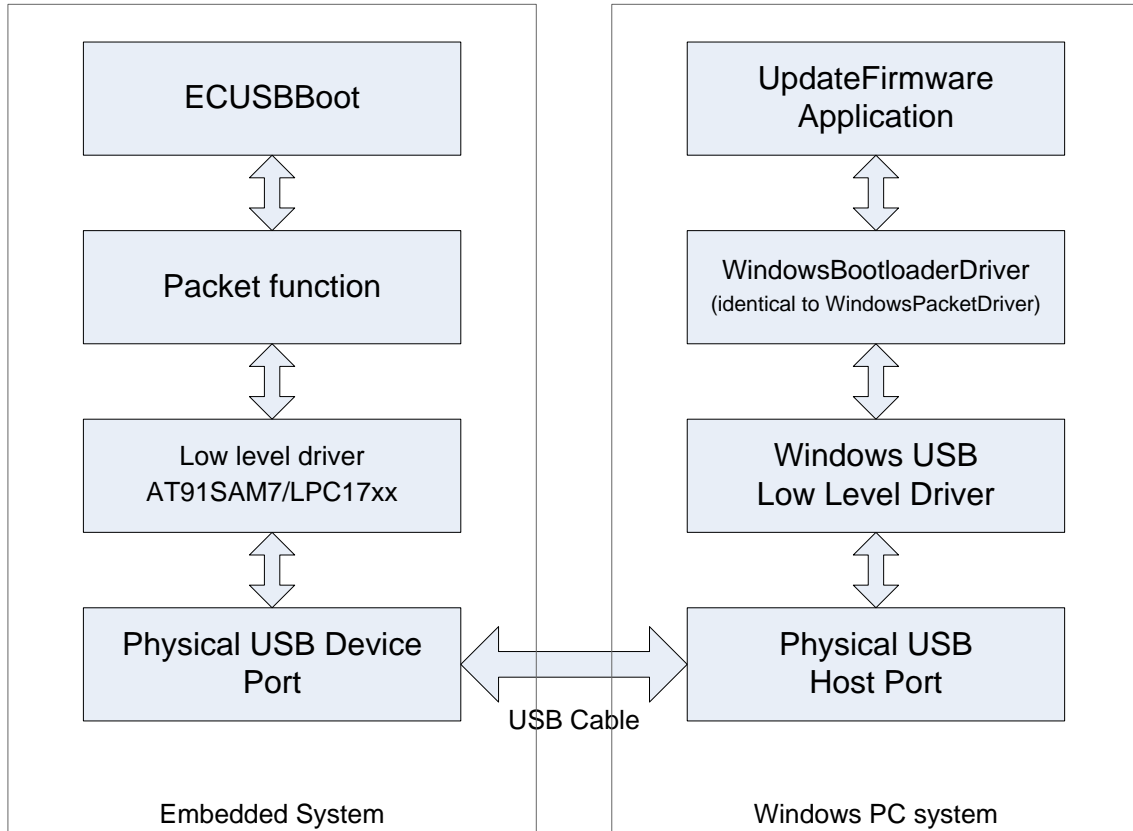 ECUSBBoot
Packet function
Low level driver
AT91SAM7/LPC17xx
Physical USB Device
Port
Embedded System
USB Cable
UpdateFirmware
Application
WindowsBootloaderDriver
(identical to WindowsPacketDriver)
Windows USB
Low Level Driver
Physical USB
Host Port
Windows PC system